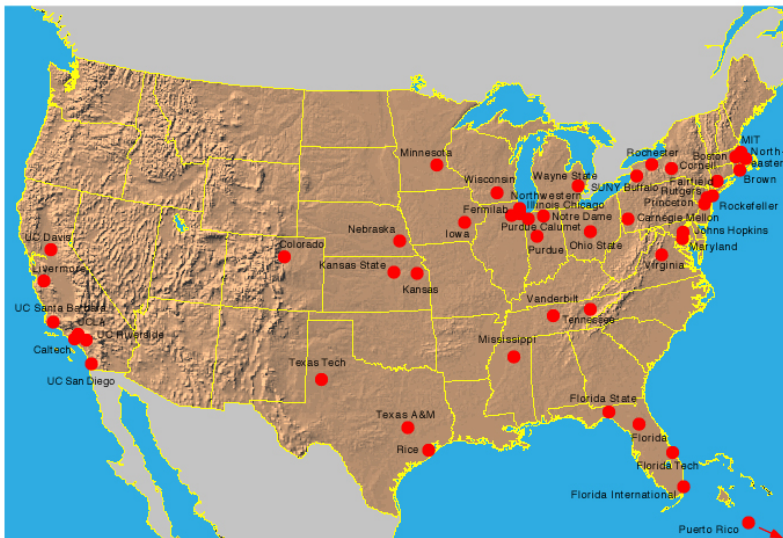 MIT
Boston
North-
eastern
Rochester
Cornell
Brown
Minnesota
Wayne State
Wisconsin
SUNY Buffalo
Fairfield
Rutgers
Northwestern
Princeton
Rockefeller
Fermilab
Illinois Chicago
Notre Dame
Carnegie Mellon
Purdue Calumet
Johns Hopkins
Nebraska
Iowa
UC Davis
Colorado
Purdue
Ohio State
Maryland
Livermore
Kansas State
Kansas
Virginia
UC Santa Barbara
Vanderbilt
UCLA
Tennessee
UC Riverside
Caltech
Mississippi
Texas Tech
UC San Diego
Florida State
Texas A&M
Florida
Rice
Florida Tech
Florida International
Puerto Rico